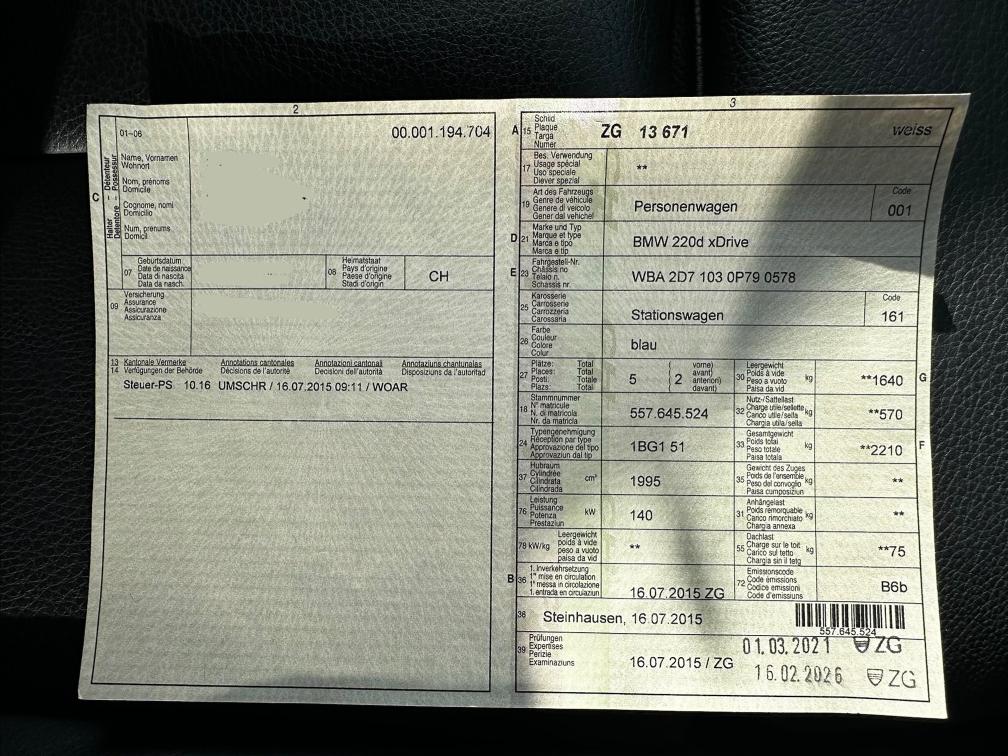 2
01–06
00.001.194.704
C
Halter – Détenteur
Detentore – Possessur
Name, Vornamen
Wohnort
Nom, prénoms
Domicile
Cognome, nomi
Domicilio
Num, prenums
Domicil
07
Geburtsdatum
Date de naissance
Data di nascita
Data da nasch.
08
Heimatstaat
Pays d'origine
Paese d'origine
Stadi d'origin
CH
09
Versicherung
Assurance
Assicurazione
Assicuranza
13 Kantonale Vermerke Annotations cantonales Annotazioni cantonali Annotaziuns chantunalas
14 Verfügungen der Behörde Décisions de l'autorité Decisioni dell'autorità Disposiziuns da l'autoritad
Steuer-PS 10.16 UMSCHR / 16.07.2015 09:11 / WOAR
3
A 15
Schild
Plaque
Targa
Numer
ZG 13 671
weiss
17
Bes. Verwendung
Usage spécial
Uso speciale
Diever spezial
**
19
Art des Fahrzeugs
Genre de véhicule
Genere di veicolo
Gener dal vehichel
Personenwagen
Code
001
D 21
Marke und Typ
Marque et type
Marca e tipo
Marca e tip
BMW 220d xDrive
E 23
Fahrgestell-Nr.
Châssis no
Telaio n.
Schassis nr.
WBA 2D7 103 0P79 0578
25
Karosserie
Carrosserie
Carrozzeria
Carossaria
Stationswagen
Code
161
26
Farbe
Couleur
Colore
Colur
blau
27
Plätze: Total
Places: Total
Posti: Totale
Plazs: Total
5
( 2
vorne)
avant)
anteriori)
davant)
30
Leergewicht
Poids à vide
Peso a vuoto
Paisa da vid
kg
**1640
G
18
Stammnummer
N° matricule
N. di matricola
Nr. da matricla
557.645.524
32
Nutz-/Sattellast
Charge utile/sellette
Carico utile/sella
Chargia utila/sella
kg
**570
24
Typengenehmigung
Réception par type
Approvazione del tipo
Approvaziun dal tip
1BG1 51
33
Gesamtgewicht
Poids total
Peso totale
Paisa totala
kg
**2210
F
37
Hubraum
Cylindrée
Cilindrata
Cilindrada
cm³
1995
35
Gewicht des Zuges
Poids de l'ensemble
Peso del convoglio
Paisa cumposiziun
kg
**
76
Leistung
Puissance
Potenza
Prestaziun
kW
140
31
Anhängelast
Poids remorquable
Carico rimorchiato
Chargia annexa
kg
**
78 kW/kg
Leergewicht
poids à vide
peso a vuoto
paisa da vid
**
55
Dachlast
Charge sur le toit
Carico sul tetto
Chargia sin il tetg
kg
**75
B 36
1. Inverkehrsetzung
1re mise en circulation
1a messa in circolazione
1. entrada en circulaziun
16.07.2015 ZG
72
Emissionscode
Code émissions
Codice emissioni
Code d'emissiuns
B6b
38
Steinhausen, 16.07.2015
557.645.524
39
Prüfungen
Expertises
Perizie
Examinaziuns
16.07.2015 / ZG
01.03.2021 ZG
16.02.2026 ZG